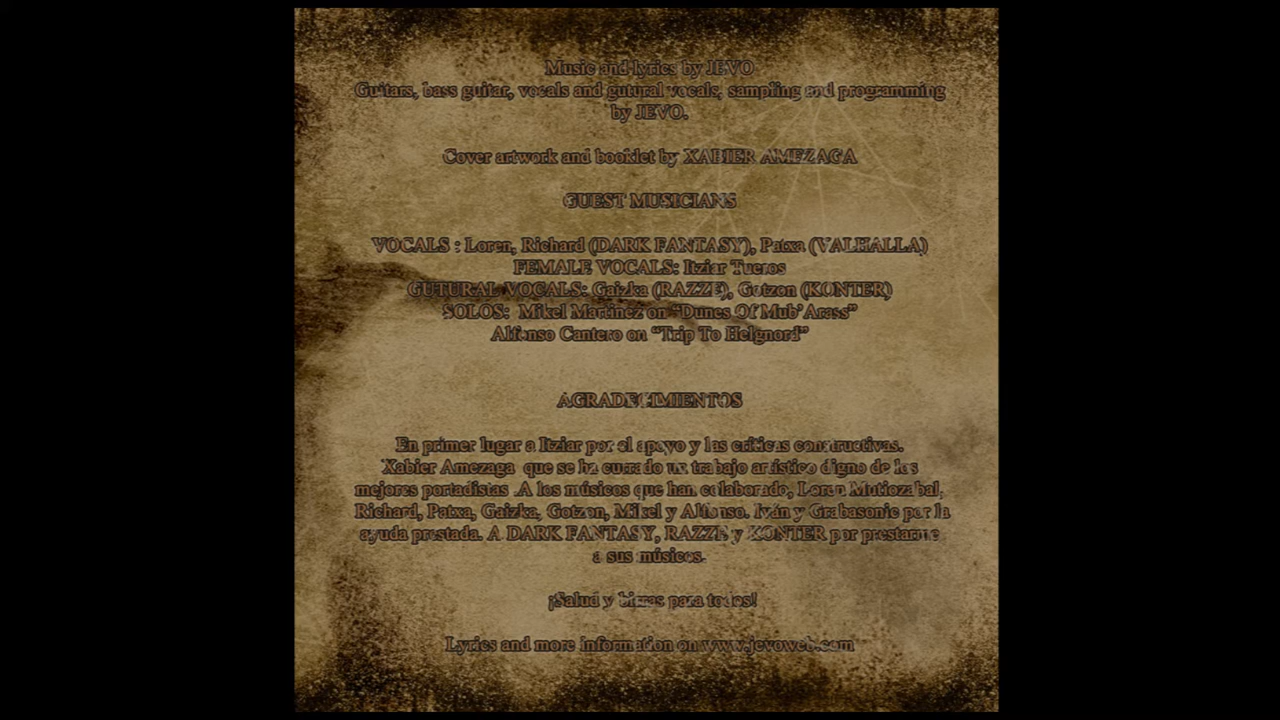 Music and lyrics by JEVO
Guitars, bass guitar, vocals and gutural vocals, sampling and programming
by JEVO.
Cover artwork and booklet by XABIER AMEZAGA
GUEST MUSICIANS
VOCALS : Loren, Richard (DARK FANTASY), Patxa (VALHALLA)
FEMALE VOCALS: Itziar Tueros
GUTURAL VOCALS: Gaizka (RAZZE), Gotzon (KONTER)
SOLOS: Mikel Martinez on “Dunes Of Mub’Arass”
Alfonso Cantero on “Trip To Helgnord”
AGRADECIMIENTOS
En primer lugar a Itziar por el apoyo y las críticas constructivas.
Xabier Amezaga que se ha currado un trabajo artístico digno de los
mejores portadistas .A los músicos que han colaborado, Loren Mutiozabal,
Richard, Patxa, Gaizka, Gotzon, Mikel y Alfonso. Iván y Grabasonic por la
ayuda prestada. A DARK FANTASY, RAZZE y KONTER por prestarme
a sus músicos.
¡Salud y birras para todos!
Lyrics and more information on www.jevoweb.com